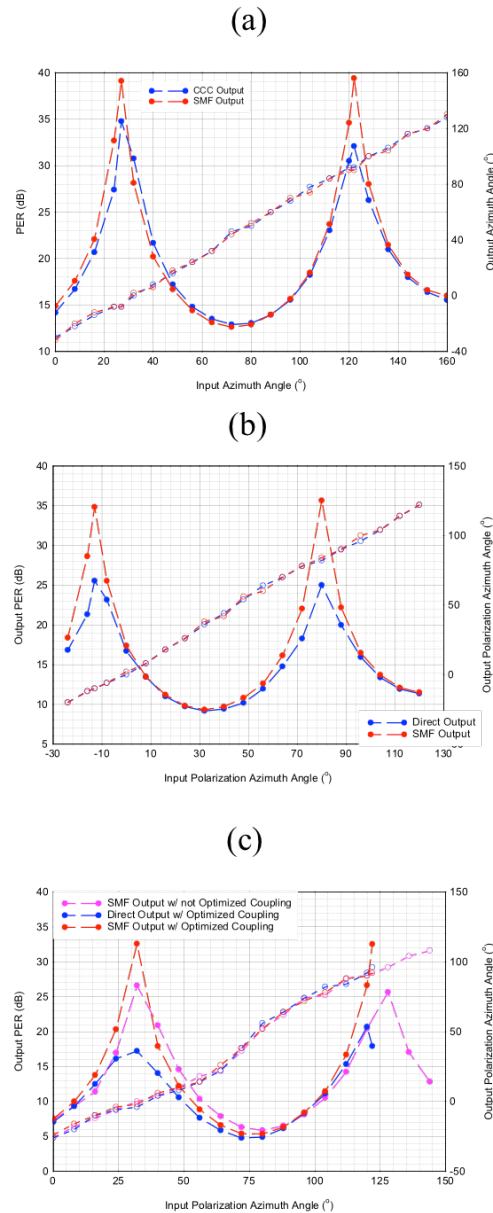 (a)
CCC Output
SMF Output
40
35
30
25
20
15
10
PER (dB)
160
120
80
40
0
-40
Output Azimuth Angle (o)
0 20 40 60 80 100 120 140 160
Input Azimuth Angle (o)
(b)
40
35
30
25
20
15
10
5
Output PER (dB)
150
100
50
0
Output Polarization Azimuth Angle (o)
Direct Output
SMF Output
-30 -10 10 30 50 70 90 110 130
Input Polarization Azimuth Angle (o)
(c)
SMF Output w/ not Optimized Coupling
Direct Output w/ Optimized Coupling
SMF Output w/ Optimized Coupling
40
35
30
25
20
15
10
5
0
Output PER (dB)
150
100
50
0
-50
Output Polarization Azimuth Angle (o)
0 25 50 75 100 125 150
Input Polarization Azimuth Angle (o)